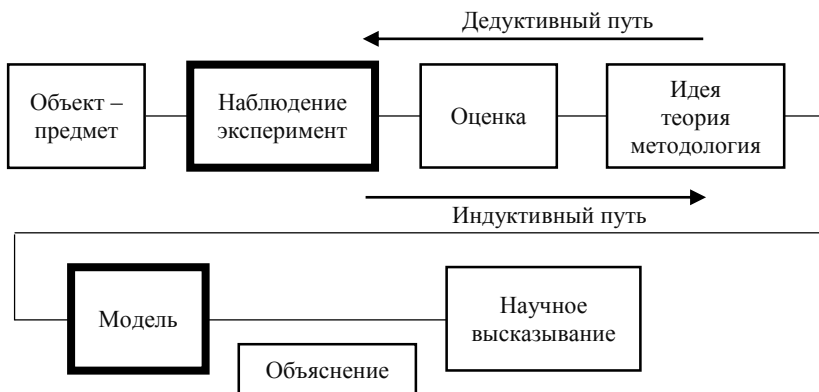 Дедуктивный путь
Объект –
предмет
Наблюдение
эксперимент
Оценка
Идея
теория
методология
Индуктивный путь
Модель
Научное
высказывание
Объяснение